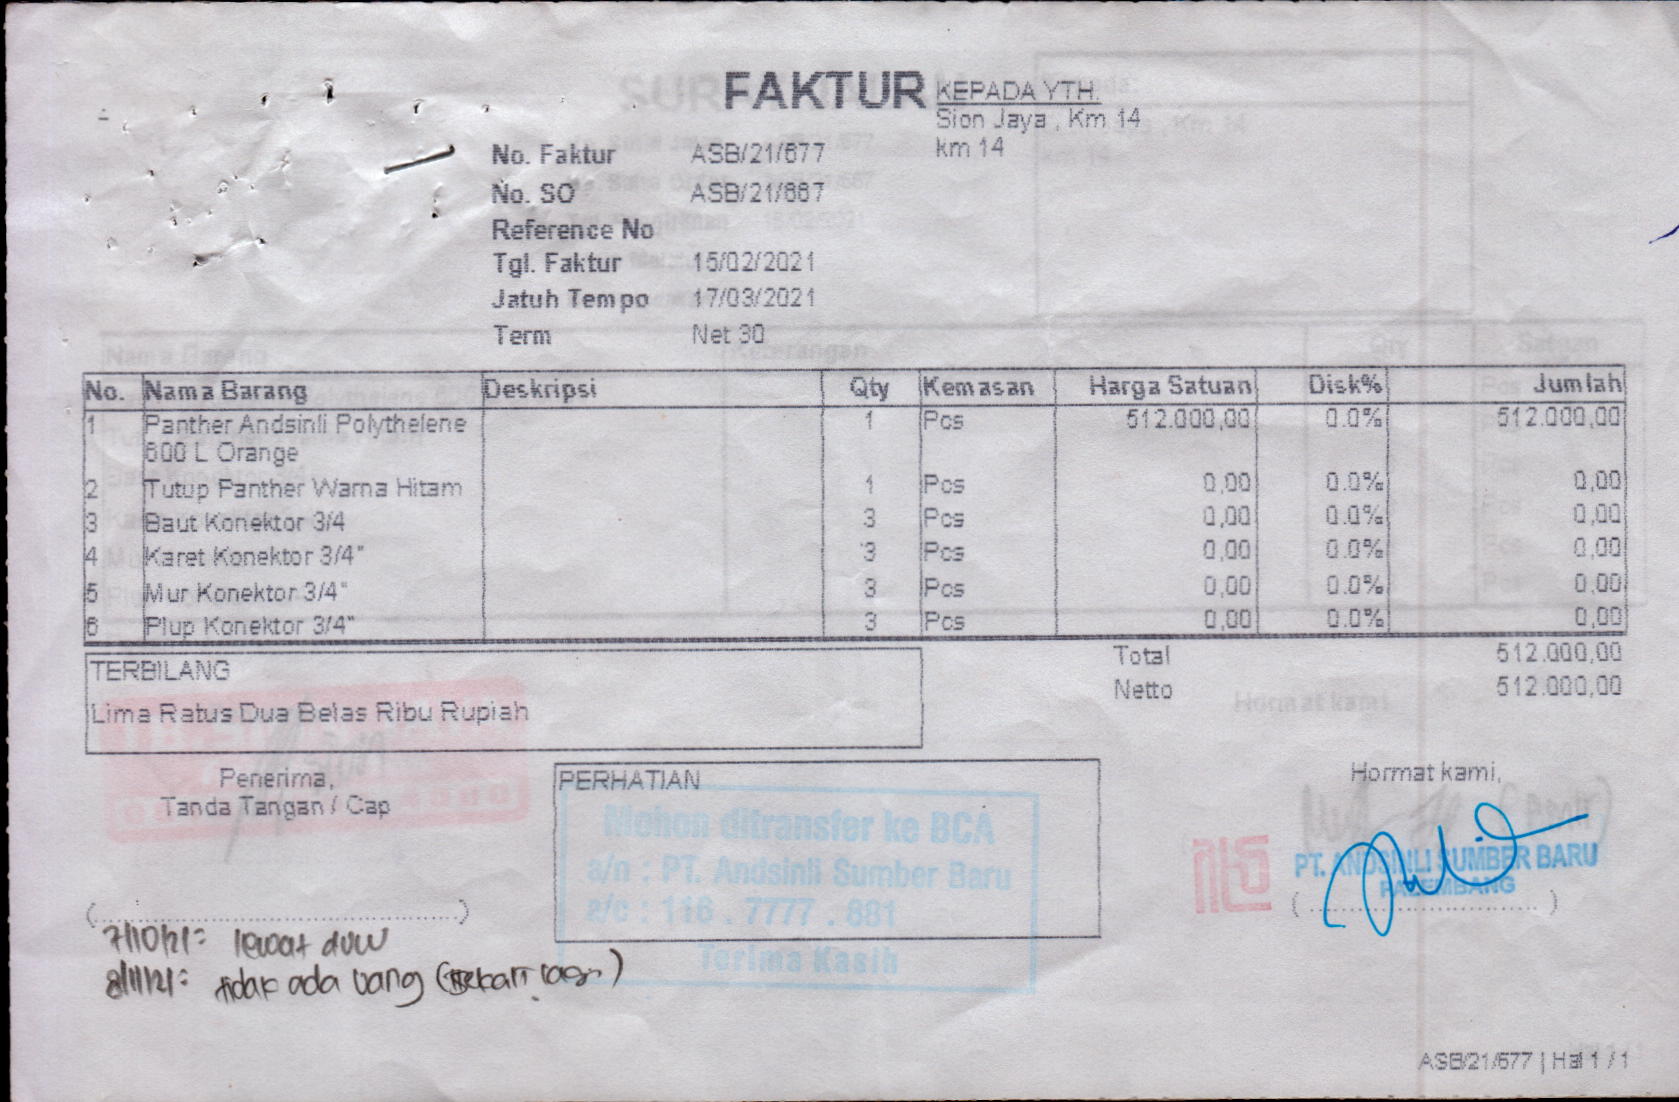 FAKTUR
KEPADA YTH.
Sion Jaya , Km 14
km 14
No. Faktur ASB/21/677
No. SO ASB/21/667
Reference No
Tgl. Faktur 15/02/2021
Jatuh Tempo 17/03/2021
Term Net 30
No. Nama Barang Deskripsi Qty Kemasan Harga Satuan Disk% Jumlah
1 Panther Andsinli Polythelene 1 Pcs 512.000,00 0.0% 512.000,00
600 L Orange
2 Tutup Panther Warna Hitam 1 Pcs 0,00 0.0% 0,00
3 Baut Konektor 3/4 3 Pcs 0,00 0.0% 0,00
4 Karet Konektor 3/4" 3 Pcs 0,00 0.0% 0,00
5 Mur Konektor 3/4" 3 Pcs 0,00 0.0% 0,00
6 Plup Konektor 3/4" 3 Pcs 0,00 0.0% 0,00
Total 512.000,00
Netto 512.000,00
TERBILANG
Lima Ratus Dua Belas Ribu Rupiah
Penerima,
Tanda Tangan / Cap
PERHATIAN
Mohon ditransfer ke BCA
a/n : PT. Andsinli Sumber Baru
a/c : 116 . 7777 . 881
Terima Kasih
Hormat kami,
PT. ANDSINLI SUMBER BARU
PALEMBANG
7/10/21: lewat dulu
8/11/21: tidak ada uang
ASB/21/677 | Hal 1 / 1